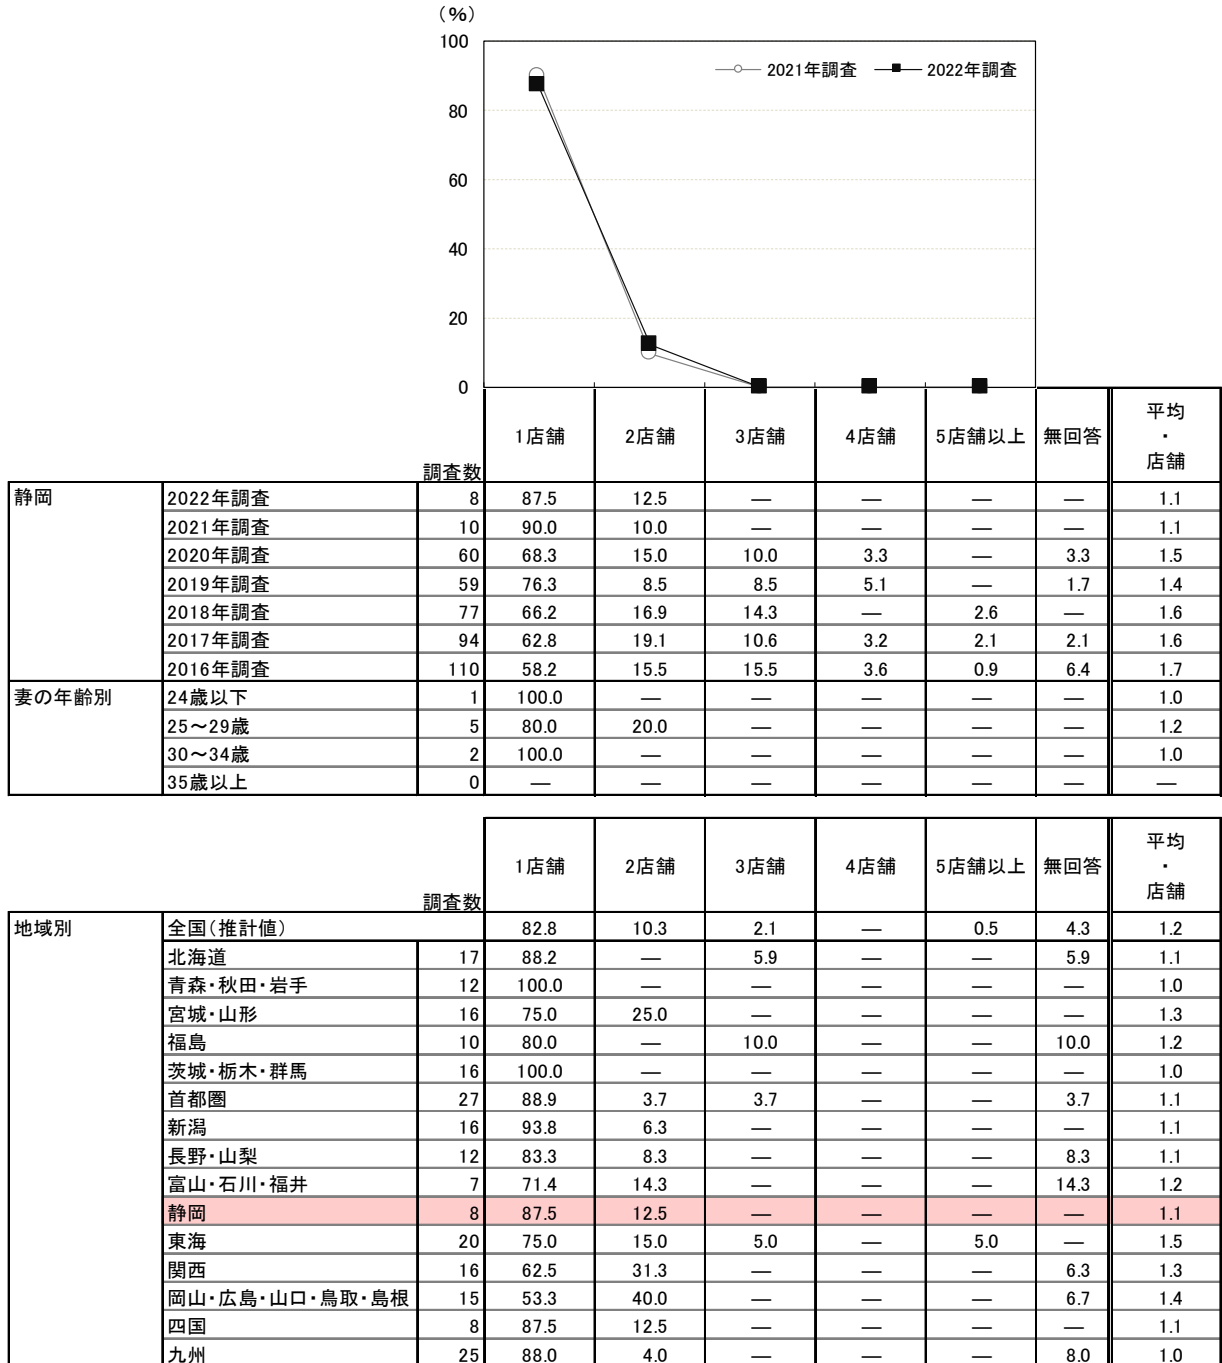 （%）
100
80
60
40
20
0
2021年調査 2022年調査
調査数 1店舗 2店舗 3店舗 4店舗 5店舗以上 無回答 平均・店舗
静岡 2022年調査 8 87.5 12.5 — — — — 1.1
2021年調査 10 90.0 10.0 — — — — 1.1
2020年調査 60 68.3 15.0 10.0 3.3 — 3.3 1.5
2019年調査 59 76.3 8.5 8.5 5.1 — 1.7 1.4
2018年調査 77 66.2 16.9 14.3 — 2.6 — 1.6
2017年調査 94 62.8 19.1 10.6 3.2 2.1 2.1 1.6
2016年調査 110 58.2 15.5 15.5 3.6 0.9 6.4 1.7
妻の年齢別 24歳以下 1 100.0 — — — — — 1.0
25～29歳 5 80.0 20.0 — — — — 1.2
30～34歳 2 100.0 — — — — — 1.0
35歳以上 0 — — — — — — —
調査数 1店舗 2店舗 3店舗 4店舗 5店舗以上 無回答 平均・店舗
地域別 全国（推計値） 82.8 10.3 2.1 — 0.5 4.3 1.2
北海道 17 88.2 — 5.9 — — 5.9 1.1
青森・秋田・岩手 12 100.0 — — — — — 1.0
宮城・山形 16 75.0 25.0 — — — — 1.3
福島 10 80.0 — 10.0 — — 10.0 1.2
茨城・栃木・群馬 16 100.0 — — — — — 1.0
首都圏 27 88.9 3.7 3.7 — — 3.7 1.1
新潟 16 93.8 6.3 — — — — 1.1
長野・山梨 12 83.3 8.3 — — — 8.3 1.1
富山・石川・福井 7 71.4 14.3 — — — 14.3 1.2
静岡 8 87.5 12.5 — — — — 1.1
東海 20 75.0 15.0 5.0 — 5.0 — 1.5
関西 16 62.5 31.3 — — — 6.3 1.3
岡山・広島・山口・鳥取・島根 15 53.3 40.0 — — — 6.7 1.4
四国 8 87.5 12.5 — — — — 1.1
九州 25 88.0 4.0 — — — 8.0 1.0